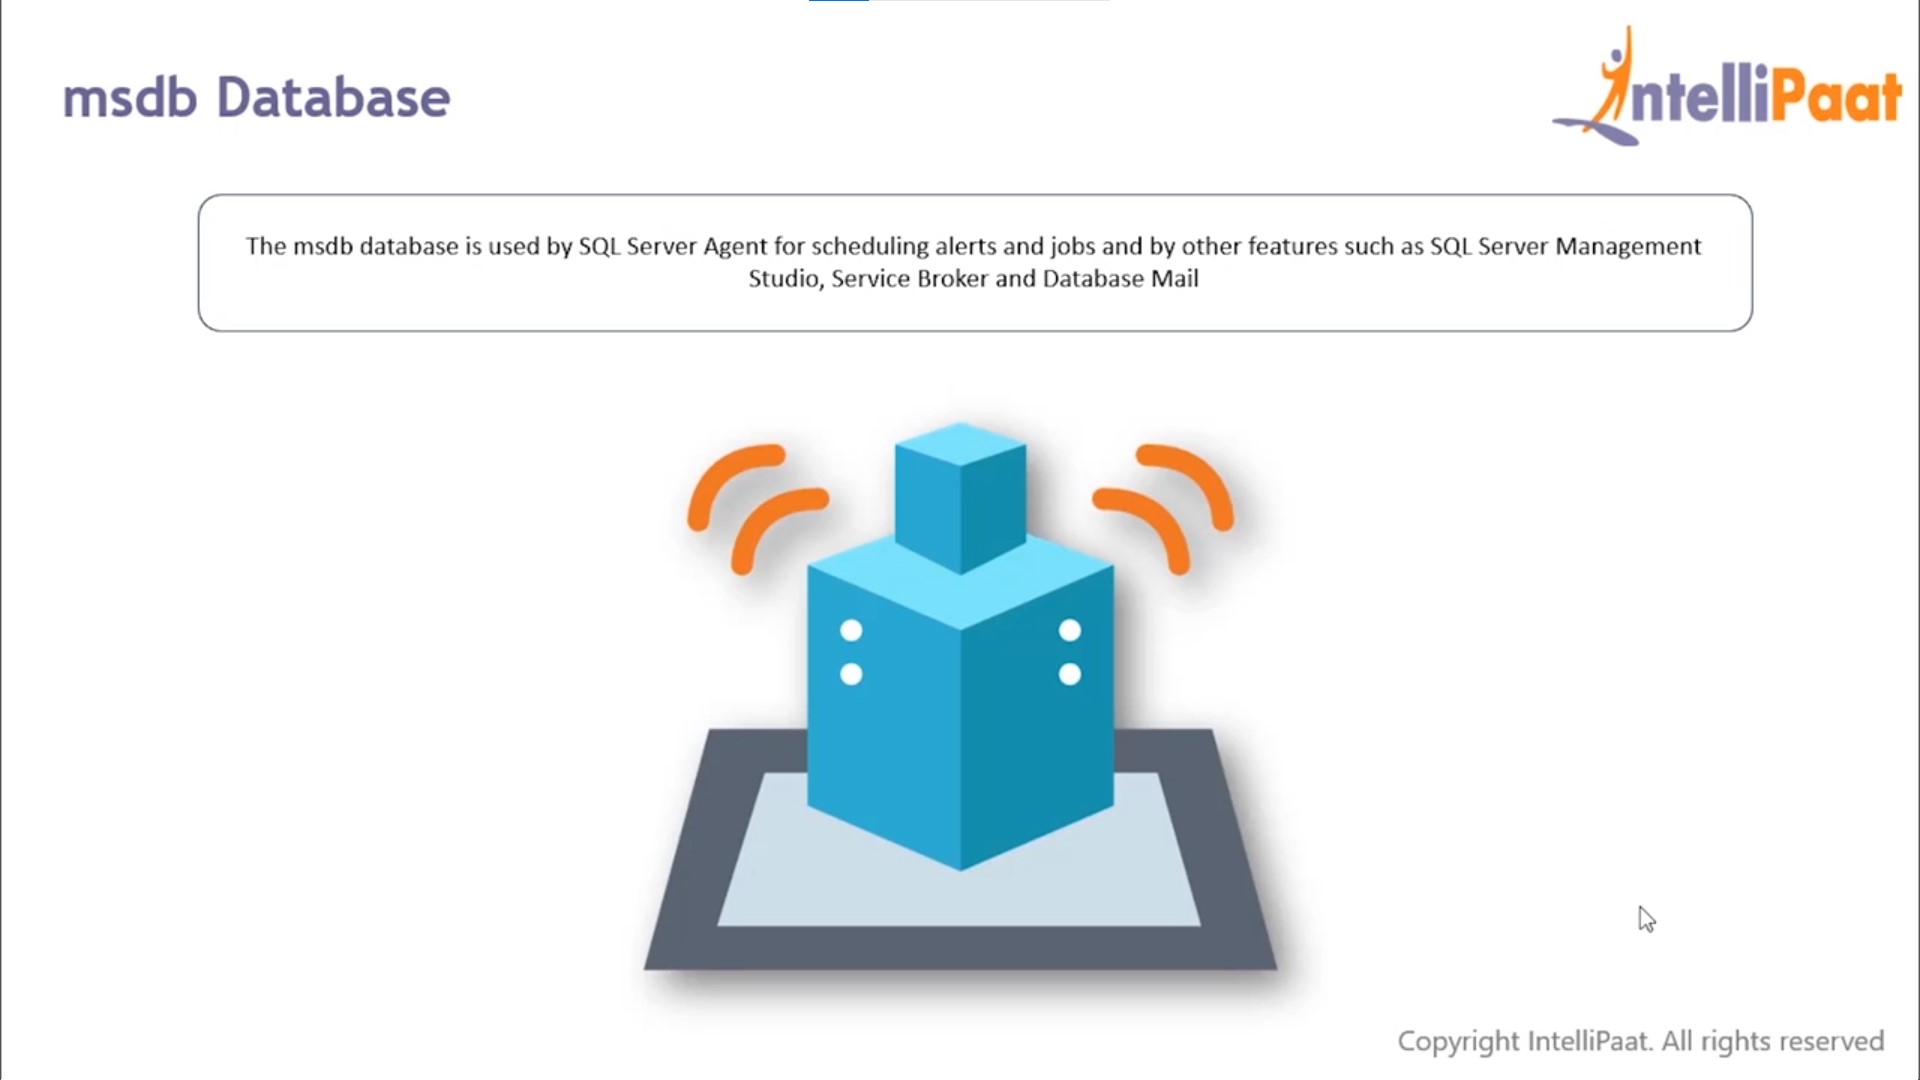 msdb Database
IntelliPaat
The msdb database is used by SQL Server Agent for scheduling alerts and jobs and by other features such as SQL Server Management
Studio, Service Broker and Database Mail
Copyright IntelliPaat. All rights reserved